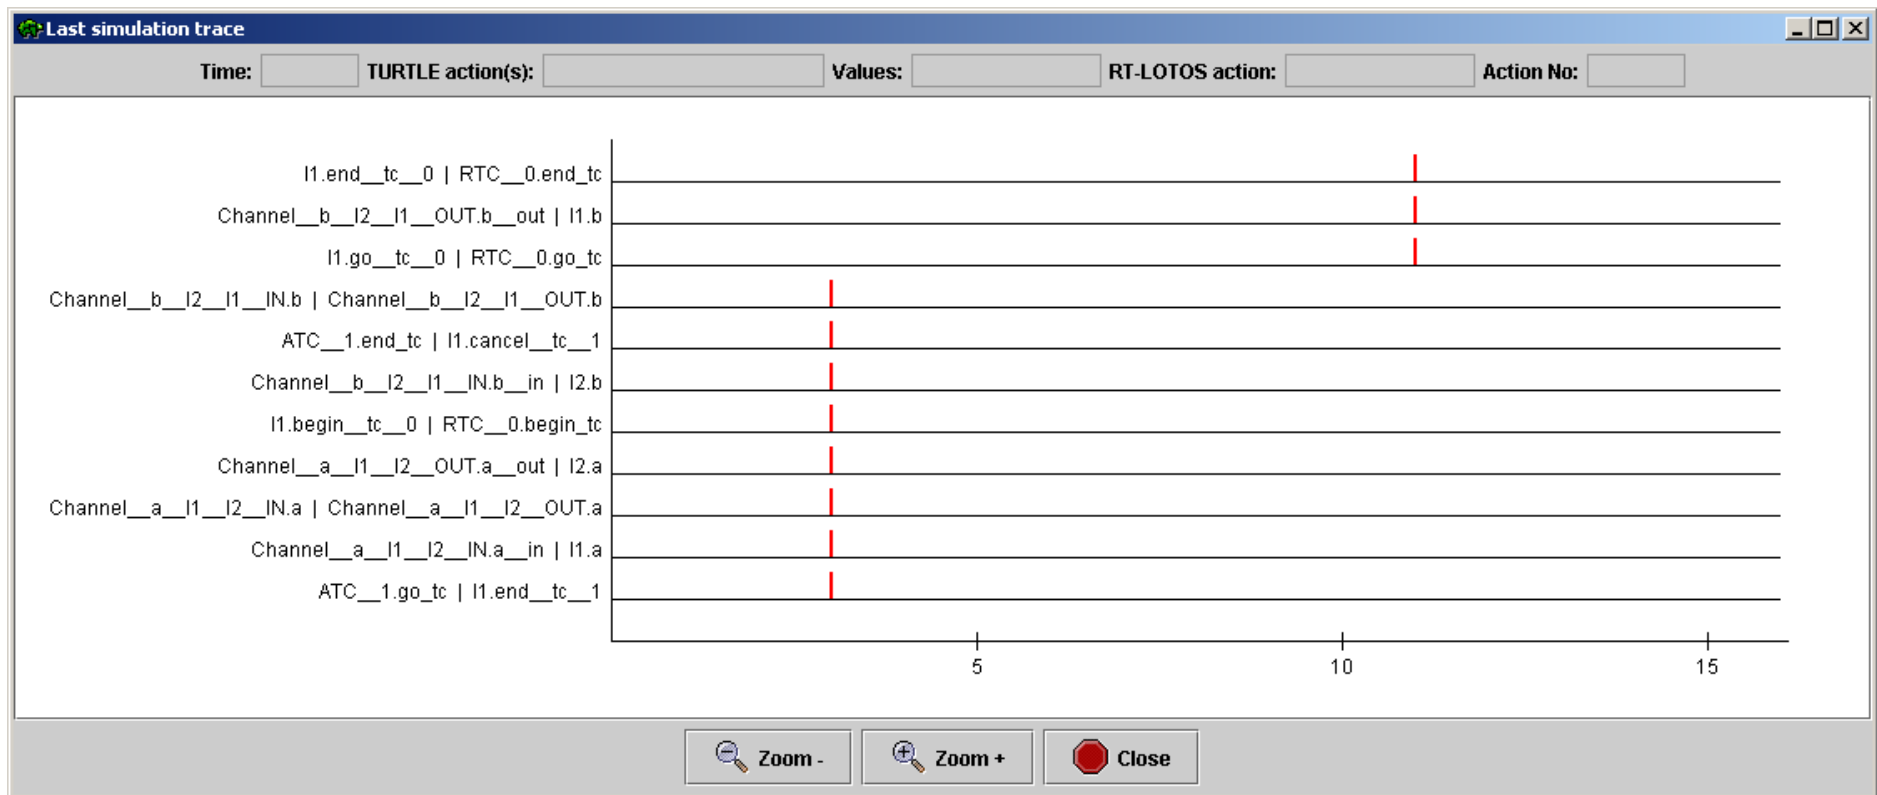 Last simulation trace
Time: TURTLE action(s): Values: RT-LOTOS action: Action No:
I1.end__tc__0 | RTC__0.end_tc
Channel__b__I2__I1__OUT.b__out | I1.b
I1.go__tc__0 | RTC__0.go_tc
Channel__b__I2__I1__IN.b | Channel__b__I2__I1__OUT.b
ATC__1.end_tc | I1.cancel__tc__1
Channel__b__I2__I1__IN.b__in | I2.b
I1.begin__tc__0 | RTC__0.begin_tc
Channel__a__I1__I2__OUT.a__out | I2.a
Channel__a__I1__I2__IN.a | Channel__a__I1__I2__OUT.a
Channel__a__I1__I2__IN.a__in | I1.a
ATC__1.go_tc | I1.end__tc__1
5 10 15
Zoom - Zoom + Close